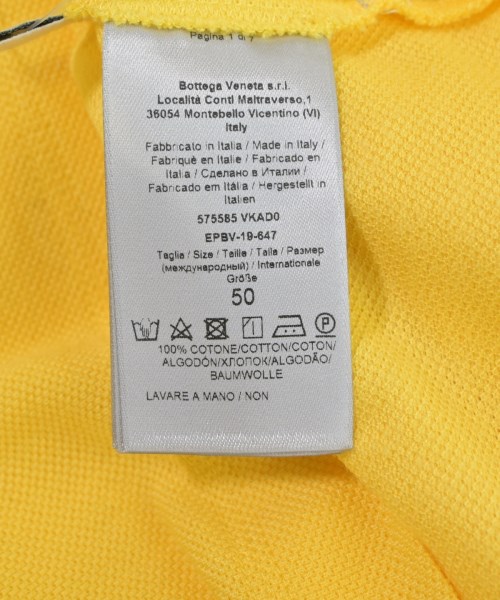 Pagina 1 di 7
Bottega Veneta s.r.l.
Località Conti Maltraverso,1
36054 Montebello Vicentino (VI)
Italy
Fabbricato in Italia / Made in Italy /
Fabriqué en Italie / Fabricado en
Italia / Сделано в Италии /
Fabricado em Itália / Hergestellt in
Italien
575585 VKAD0
EPBV-19-647
Taglia / Size / Taille / Talla / Размер
(международный) / Internationale
Größe
50
P
100% COTONE/COTTON/COTON/
ALGODÓN/ХЛОПОК/ALGODÃO/
BAUMWOLLE
LAVARE A MANO / NON